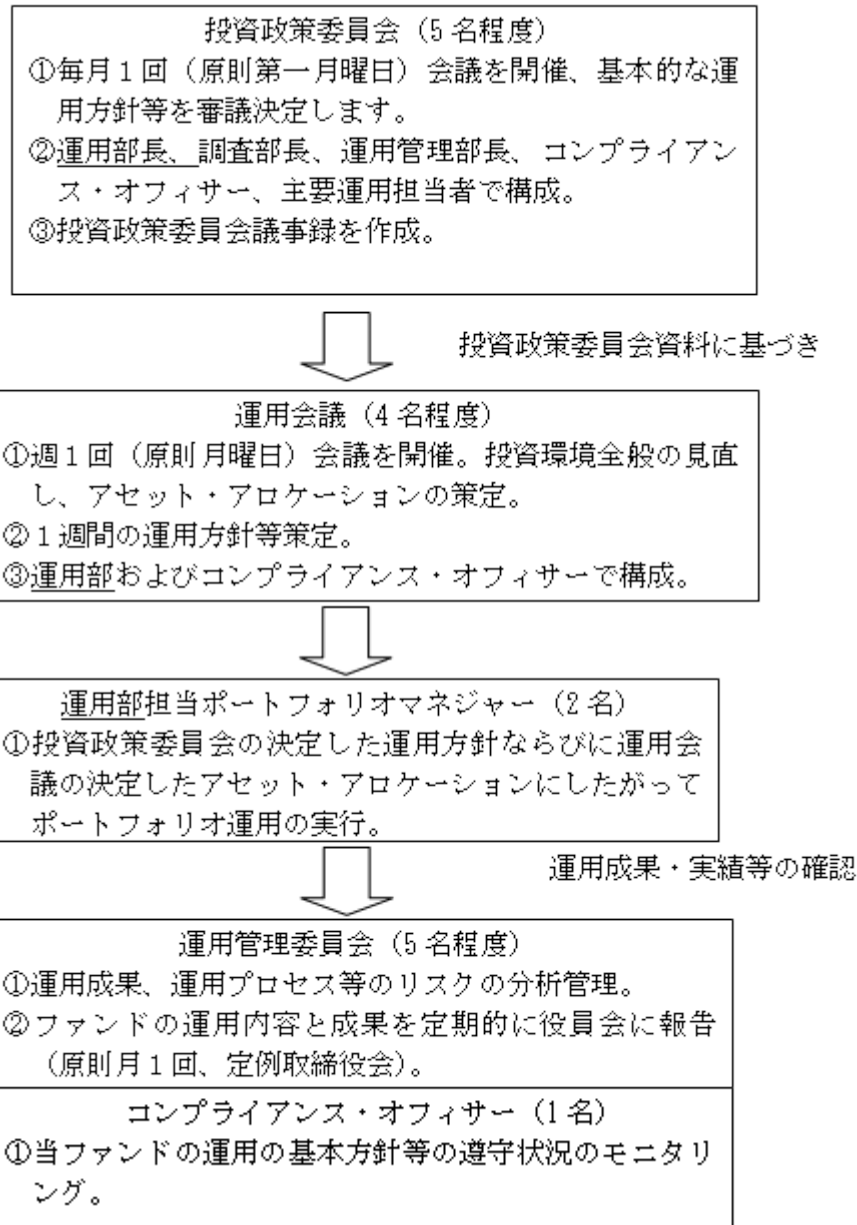 投資政策委員会（5名程度）
①毎月１回（原則第一月曜日）会議を開催、基本的な運
用方針等を審議決定します。
②運用部長、調査部長、運用管理部長、コンプライアン
ス・オフィサー、主要運用担当者で構成。
③投資政策委員会議事録を作成。
投資政策委員会資料に基づき
運用会議（4名程度）
①週１回（原則月曜日）会議を開催。投資環境全般の見直
し、アセット・アロケーションの策定。
②１週間の運用方針等策定。
③運用部およびコンプライアンス・オフィサーで構成。
運用部担当ポートフォリオマネジャー（2名）
①投資政策委員会の決定した運用方針ならびに運用会
議の決定したアセット・アロケーションにしたがって
ポートフォリオ運用の実行。
運用成果・実績等の確認
運用管理委員会（5名程度）
①運用成果、運用プロセス等のリスクの分析管理。
②ファンドの運用内容と成果を定期的に役員会に報告
（原則月１回、定例取締役会）。
コンプライアンス・オフィサー（1名）
①当ファンドの運用の基本方針等の遵守状況のモニタリ
ング。